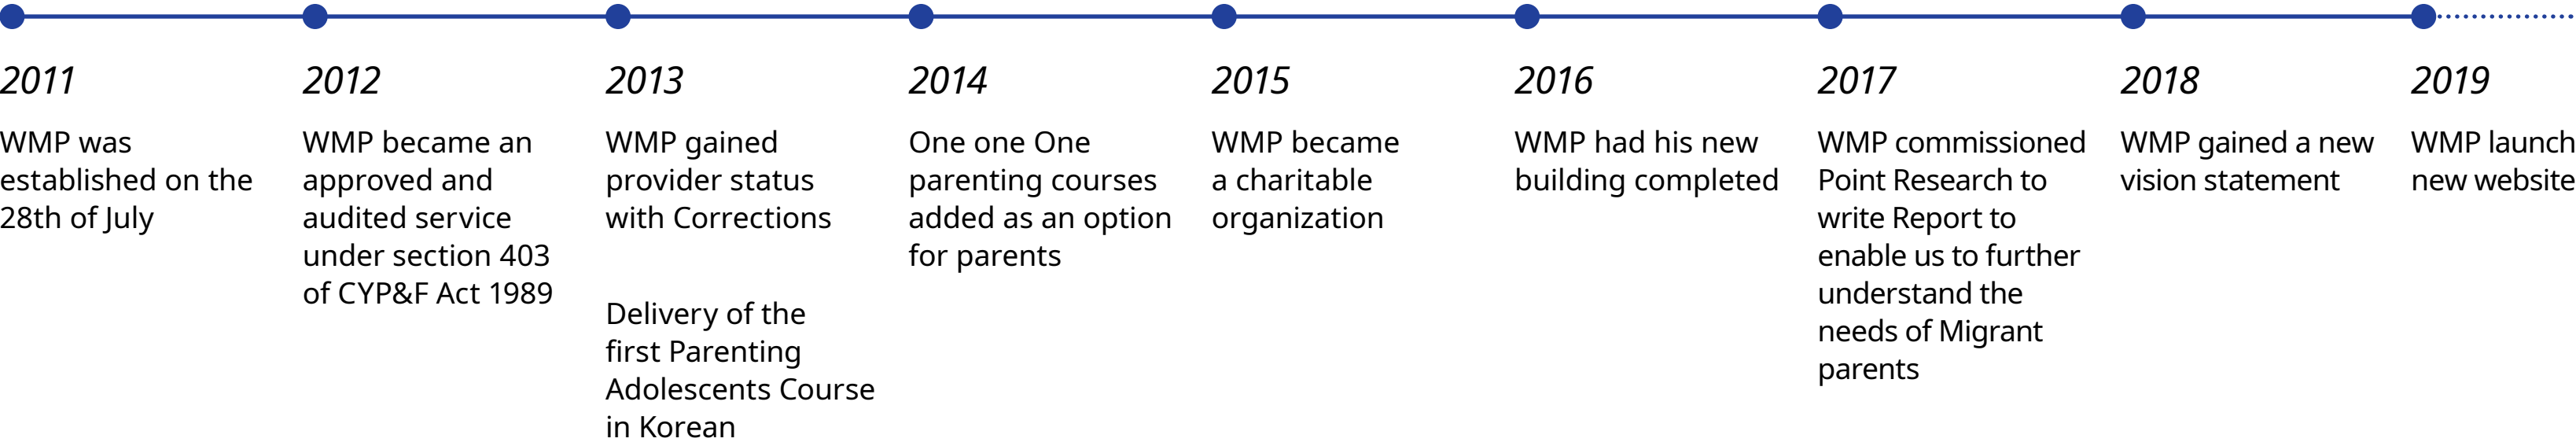 2011
WMP was
established on the
28th of July
2012
WMP became an
approved and
audited service
under section 403
of CYP&F Act 1989
2013
WMP gained
provider status
with Corrections
Delivery of the
first Parenting
Adolescents Course
in Korean
2014
One one One
parenting courses
added as an option
for parents
2015
WMP became
a charitable
organization
2016
WMP had his new
building completed
2017
WMP commissioned
Point Research to
write Report to
enable us to further
understand the
needs of Migrant
parents
2018
WMP gained a new
vision statement
2019
WMP launch
new website